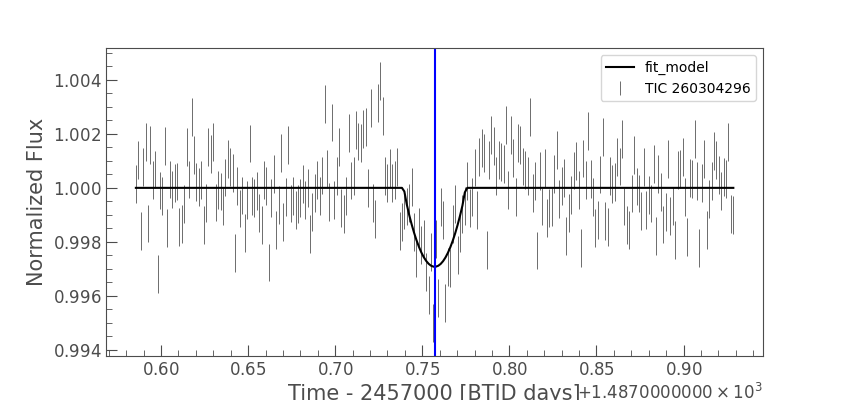 fit_model
TIC 260304296
Normalized Flux
1.004
1.002
1.000
0.998
0.996
0.994
0.60 0.65 0.70 0.75 0.80 0.85 0.90
Time - 2457000 [BTJD days]
+1.4870000000 × 10³